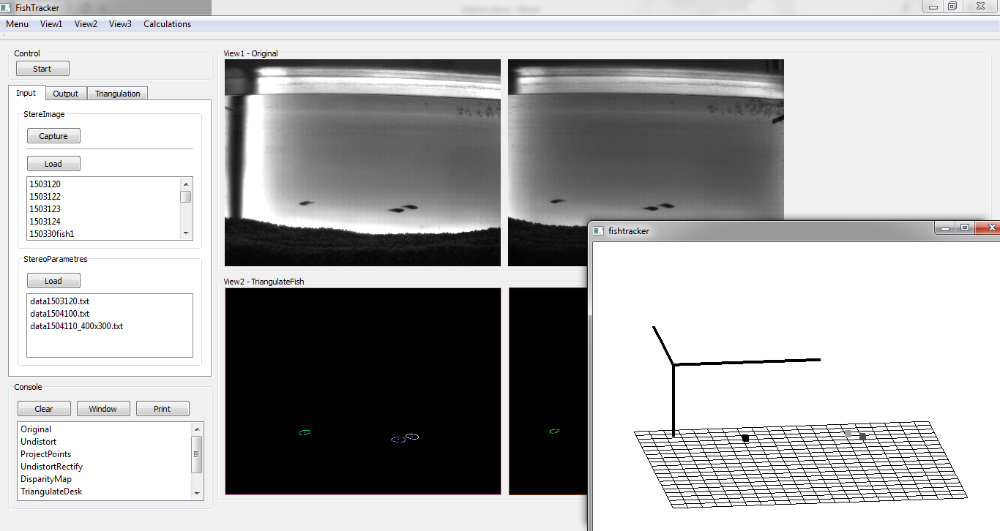 FishTracker
Menu View1 View2 View3 Calculations
Control
Start
Input Output Triangulation
StereImage
Capture
Load
1503120
1503122
1503123
1503124
150330fish1
StereoParametres
Load
data1503120.txt
data1504100.txt
data1504110_400x300.txt
Console
Clear Window Print
Original
Undistort
ProjectPoints
UndistortRectify
DisparityMap
TriangulateDesk
View1 - Original
View2 - TriangulateFish
fishtracker